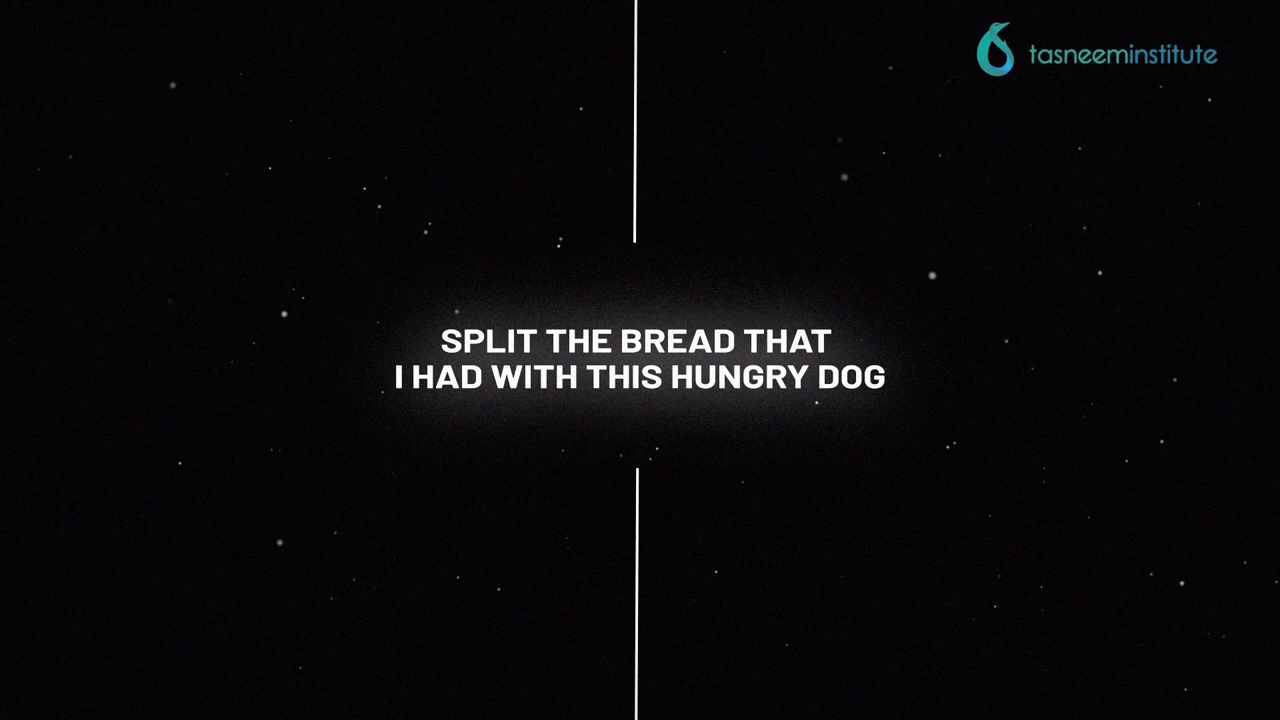 tasneeminstitute
SPLIT THE BREAD THAT
I HAD WITH THIS HUNGRY DOG